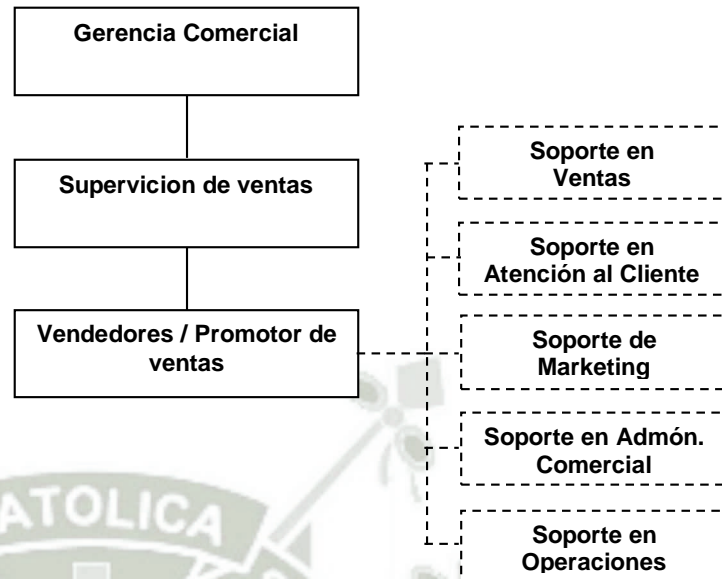 Gerencia Comercial
Supervicion de ventas
Vendedores / Promotor de
ventas
Soporte en
Ventas
Soporte en
Atención al Cliente
Soporte de
Marketing
Soporte en Admón.
Comercial
Soporte en
Operaciones
ATOLICA